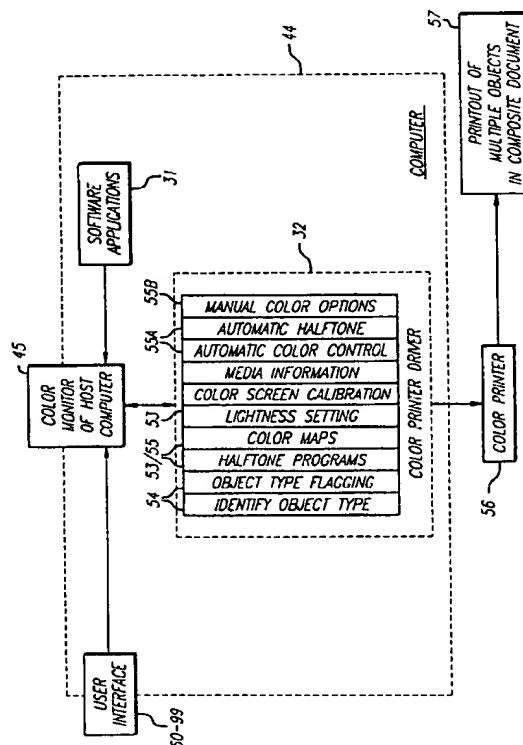 45
COLOR
MONITOR
OF HOST
COMPUTER
USER
INTERFACE
60-99
SOFTWARE
APPLICATIONS
31
44
COMPUTER
32
55B
MANUAL COLOR OPTIONS
55A
AUTOMATIC HALFTONE
AUTOMATIC COLOR CONTROL
MEDIA INFORMATION
COLOR SCREEN CALIBRATION
53
LIGHTNESS SETTING
53/55
COLOR MAPS
HALFTONE PROGRAMS
54
OBJECT TYPE FLAGGING
IDENTIFY OBJECT TYPE
COLOR PRINTER DRIVER
COLOR PRINTER
56
57
PRINTOUT OF
MULTIPLE OBJECTS
IN COMPOSITE DOCUMENT